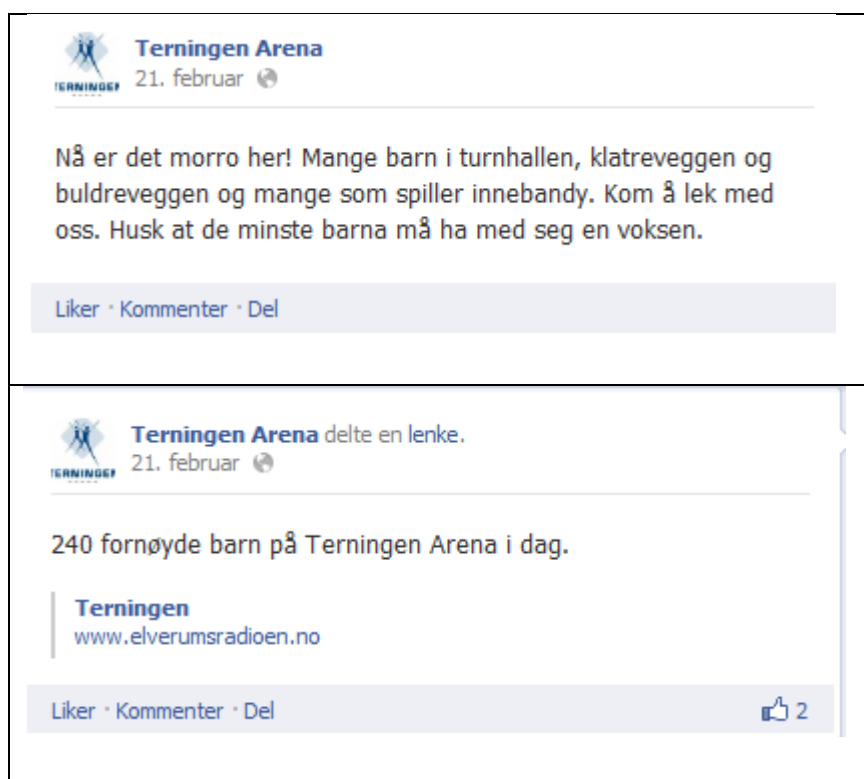 Terningen Arena
21. februar
TERNINGEN
Nå er det morro her! Mange barn i turnhallen, klatreveggen og
buldreveggen og mange som spiller innebandy. Kom å lek med
oss. Husk at de minste barna må ha med seg en voksen.
Liker · Kommenter · Del
Terningen Arena delte en lenke.
21. februar
TERNINGEN
240 fornøyde barn på Terningen Arena i dag.
Terningen
www.elverumsradioen.no
Liker · Kommenter · Del 2